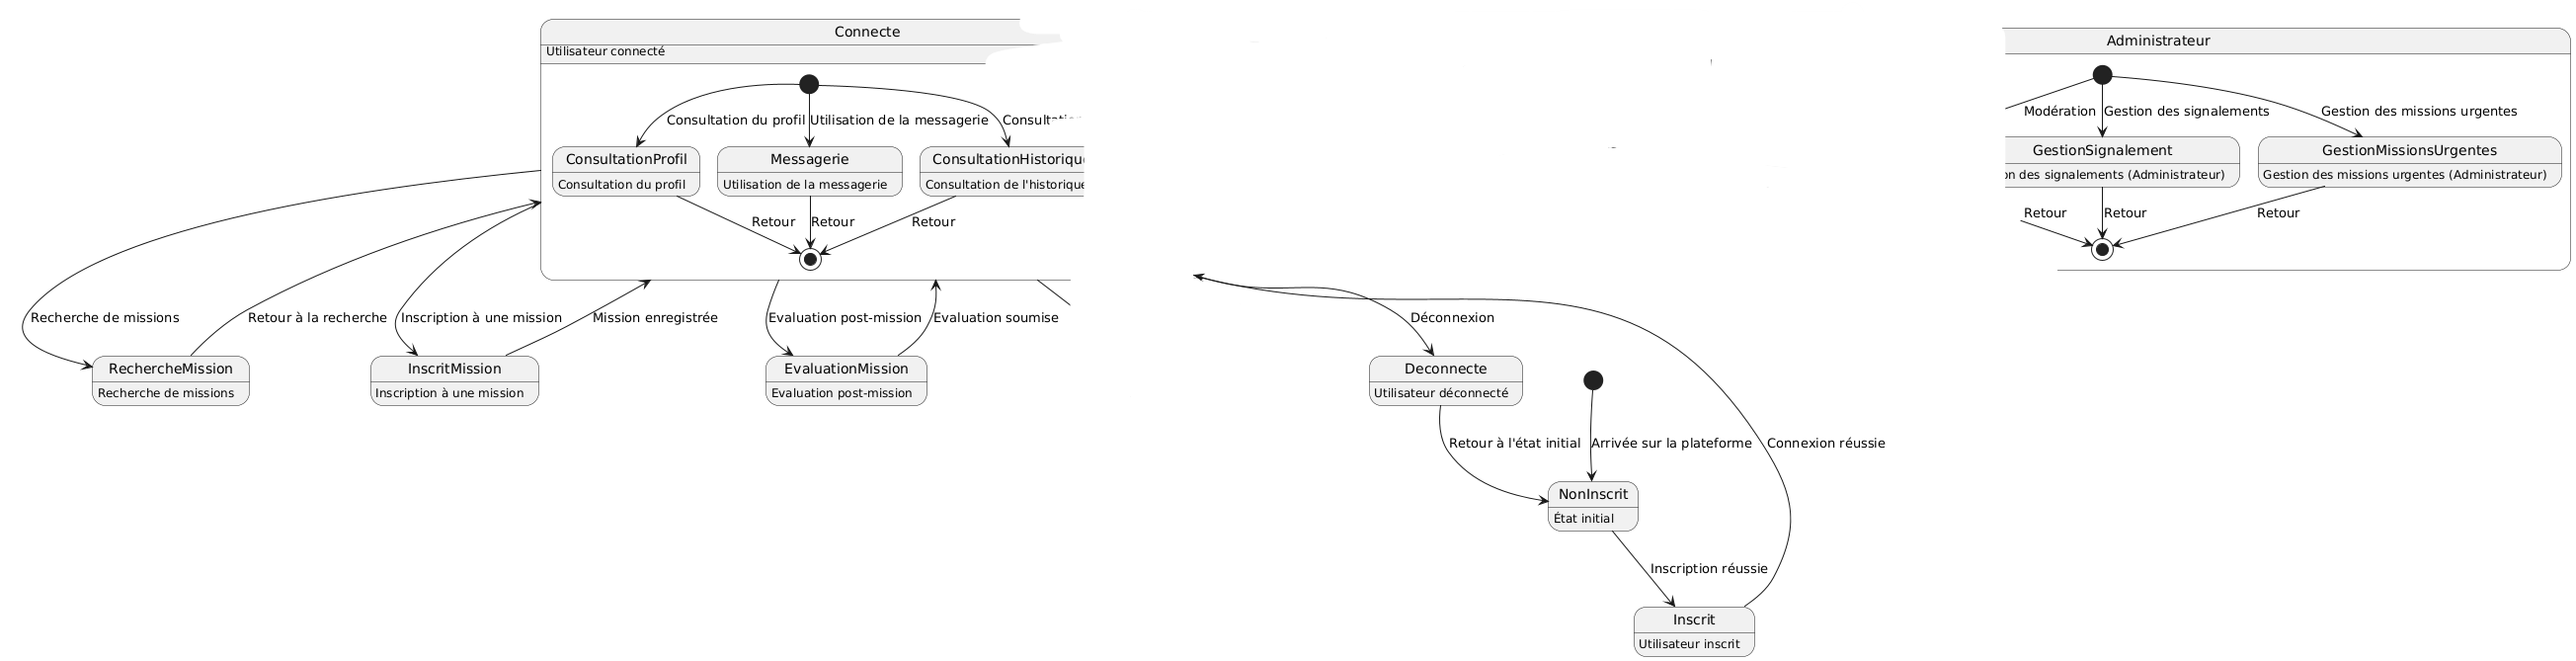 Connecte
Utilisateur connecté
Consultation du profil
Utilisation de la messagerie
ConsultationProfil
Consultation du profil
Messagerie
Utilisation de la messagerie
ConsultationHistorique
Consultation de l'historique
Retour
Retour
Retour
Administrateur
Modération
Gestion des signalements
Gestion des missions urgentes
GestionSignalement
des signalements (Administrateur)
GestionMissionsUrgentes
Gestion des missions urgentes (Administrateur)
Retour
Retour
Retour
Recherche de missions
Retour à la recherche
Inscription à une mission
Mission enregistrée
Evaluation post-mission
Evaluation soumise
Déconnexion
RechercheMission
Recherche de missions
InscritMission
Inscription à une mission
EvaluationMission
Evaluation post-mission
Deconnecte
Utilisateur déconnecté
Retour à l'état initial
Arrivée sur la plateforme
Connexion réussie
NonInscrit
État initial
Inscription réussie
Inscrit
Utilisateur inscrit